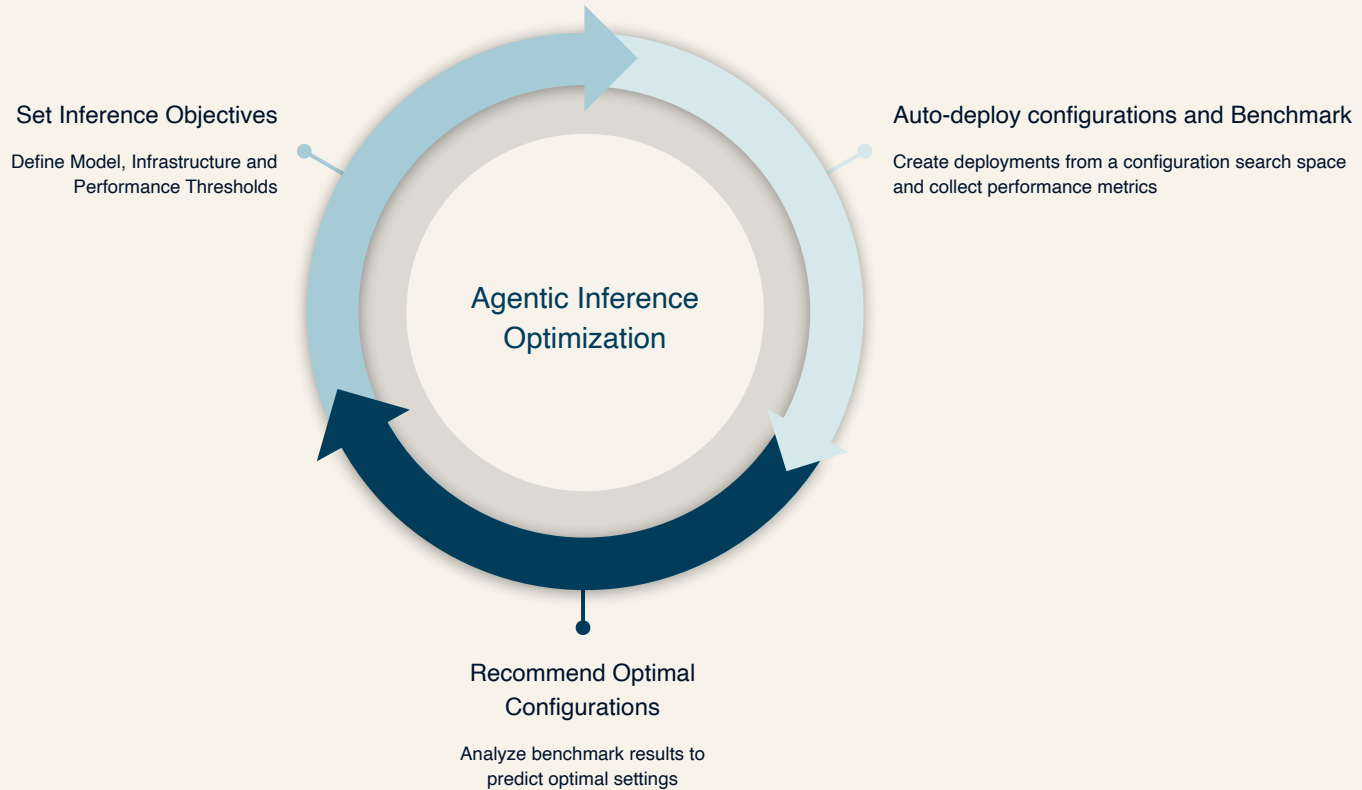 Set Inference Objectives
Define Model, Infrastructure and
Performance Thresholds
Auto-deploy configurations and Benchmark
Create deployments from a configuration search space
and collect performance metrics
Agentic Inference
Optimization
Recommend Optimal
Configurations
Analyze benchmark results to
predict optimal settings